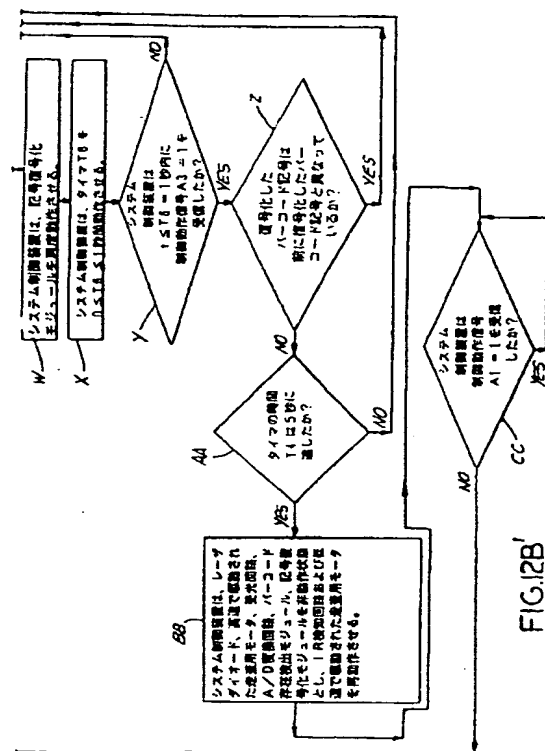 W
システム制御装置は、記号復号化
モジュールを再度動作させる。
X
システム制御装置は、タイマT6を
0≤T6≤1秒間動作させる。
Y
システム
制御装置は
t≤T6=1秒内に
制御動作信号A3=1を
受信したか?
NO
YES
Z
復号化した
バーコード記号は
前に復号化したバー
コード記号と異なって
いるか?
NO
YES
AA
タイマの時間
T4は5秒に
達したか?
NO
YES
BB
システム制御装置は、レーザ
ダイオード、高速で駆動され
た走査用モータ、受光回路、
A/D変換回路、バーコード
存在検出モジュール、記号復
号化モジュールを非動作状態
とし、IR検知回路および低
速で駆動された走査用モータ
を再動作させる。
システム
制御装置は
制御動作信号
A1=1を受信
したか?
NO
YES
CC
FIG.12B'